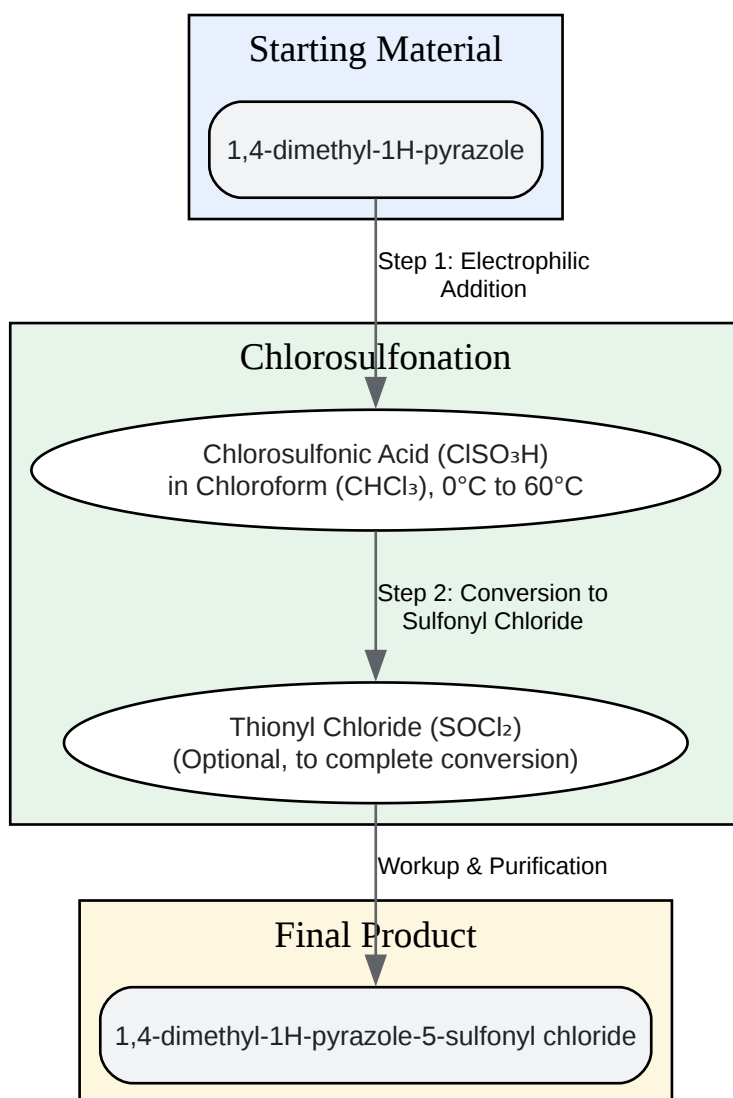 Starting Material
1,4-dimethyl-1H-pyrazole
Step 1: Electrophilic
Addition
Chlorosulfonation
Chlorosulfonic Acid (ClSO₃H)
in Chloroform (CHCl₃), 0°C to 60°C
Step 2: Conversion to
Sulfonyl Chloride
Thionyl Chloride (SOCl₂)
(Optional, to complete conversion)
Workup & Purification
Final Product
1,4-dimethyl-1H-pyrazole-5-sulfonyl chloride